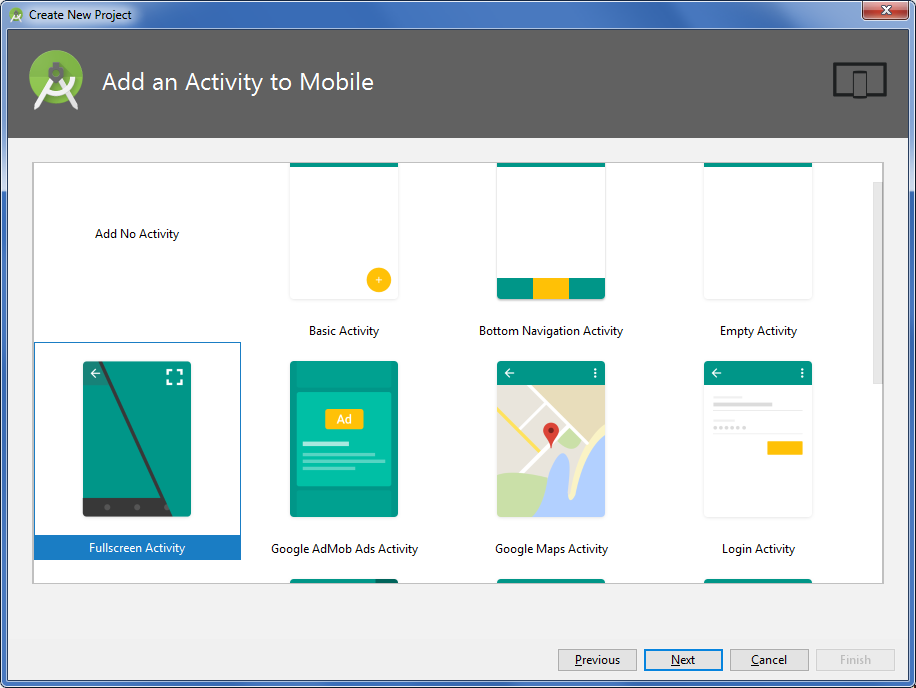 Create New Project
Add an Activity to Mobile
Add No Activity
Basic Activity
Bottom Navigation Activity
Empty Activity
Ad
Fullscreen Activity
Google AdMob Ads Activity
Google Maps Activity
Login Activity
Previous
Next
Cancel
Finish